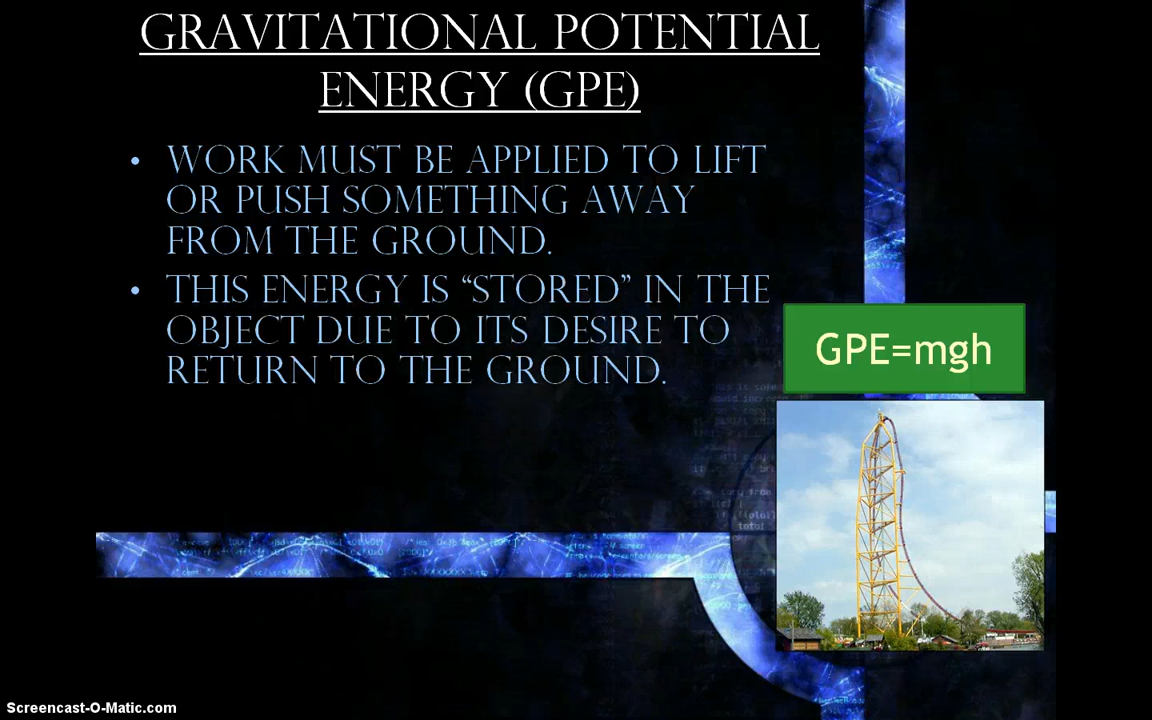 GRAVITATIONAL POTENTIAL
ENERGY (GPE)
• WORK MUST BE APPLIED TO LIFT
OR PUSH SOMETHING AWAY
FROM THE GROUND.
• THIS ENERGY IS “STORED” IN THE
OBJECT DUE TO ITS DESIRE TO
RETURN TO THE GROUND.
GPE=mgh
Screencast-O-Matic.com